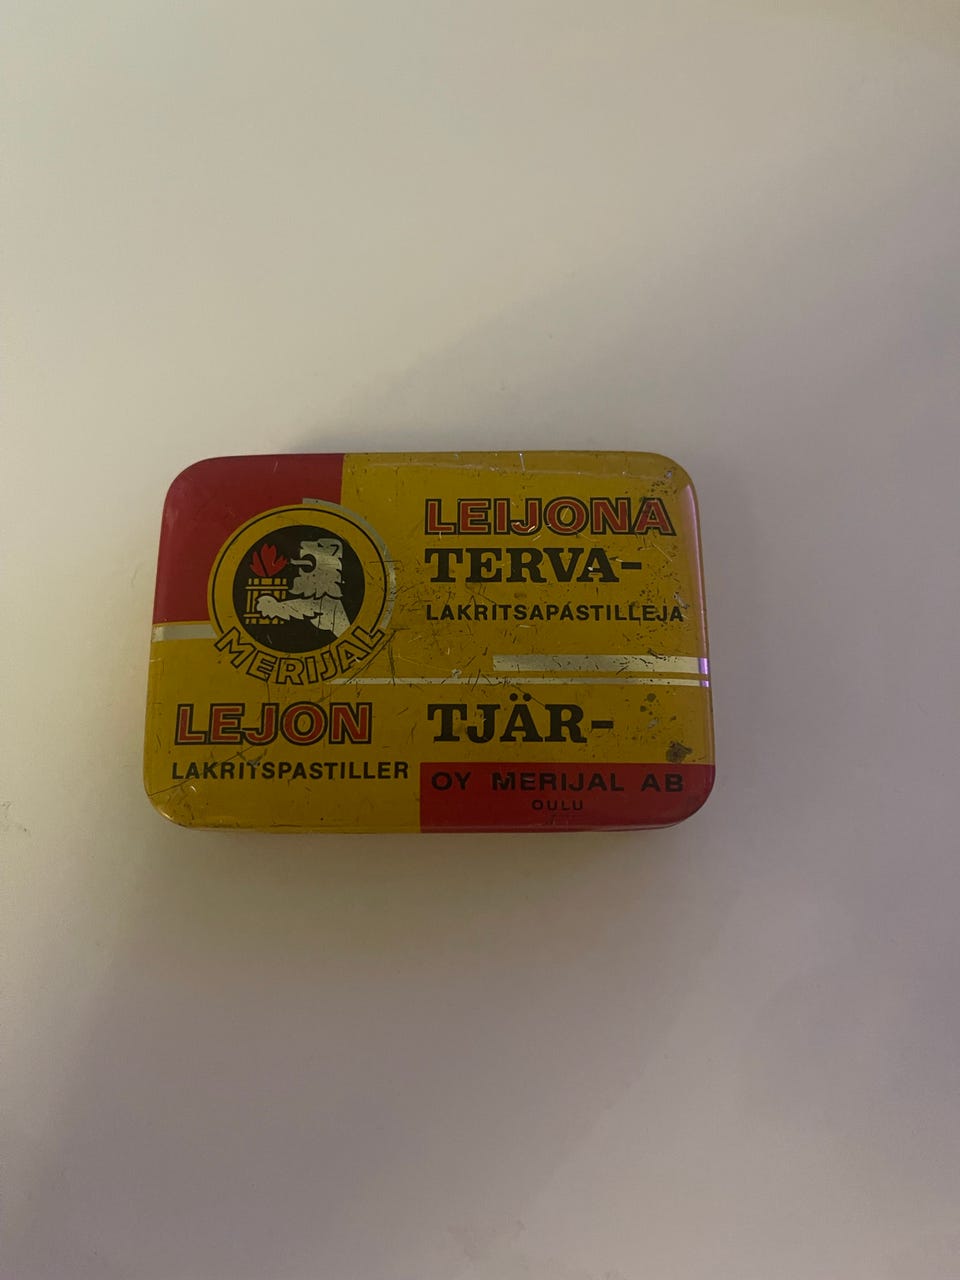 LEIJONA
TERVA-
LAKRITSAPASTILLEJA
MERIJAL
LEJON TJÄR-
LAKRITSPASTILLER
OY MERIJAL AB
OULU